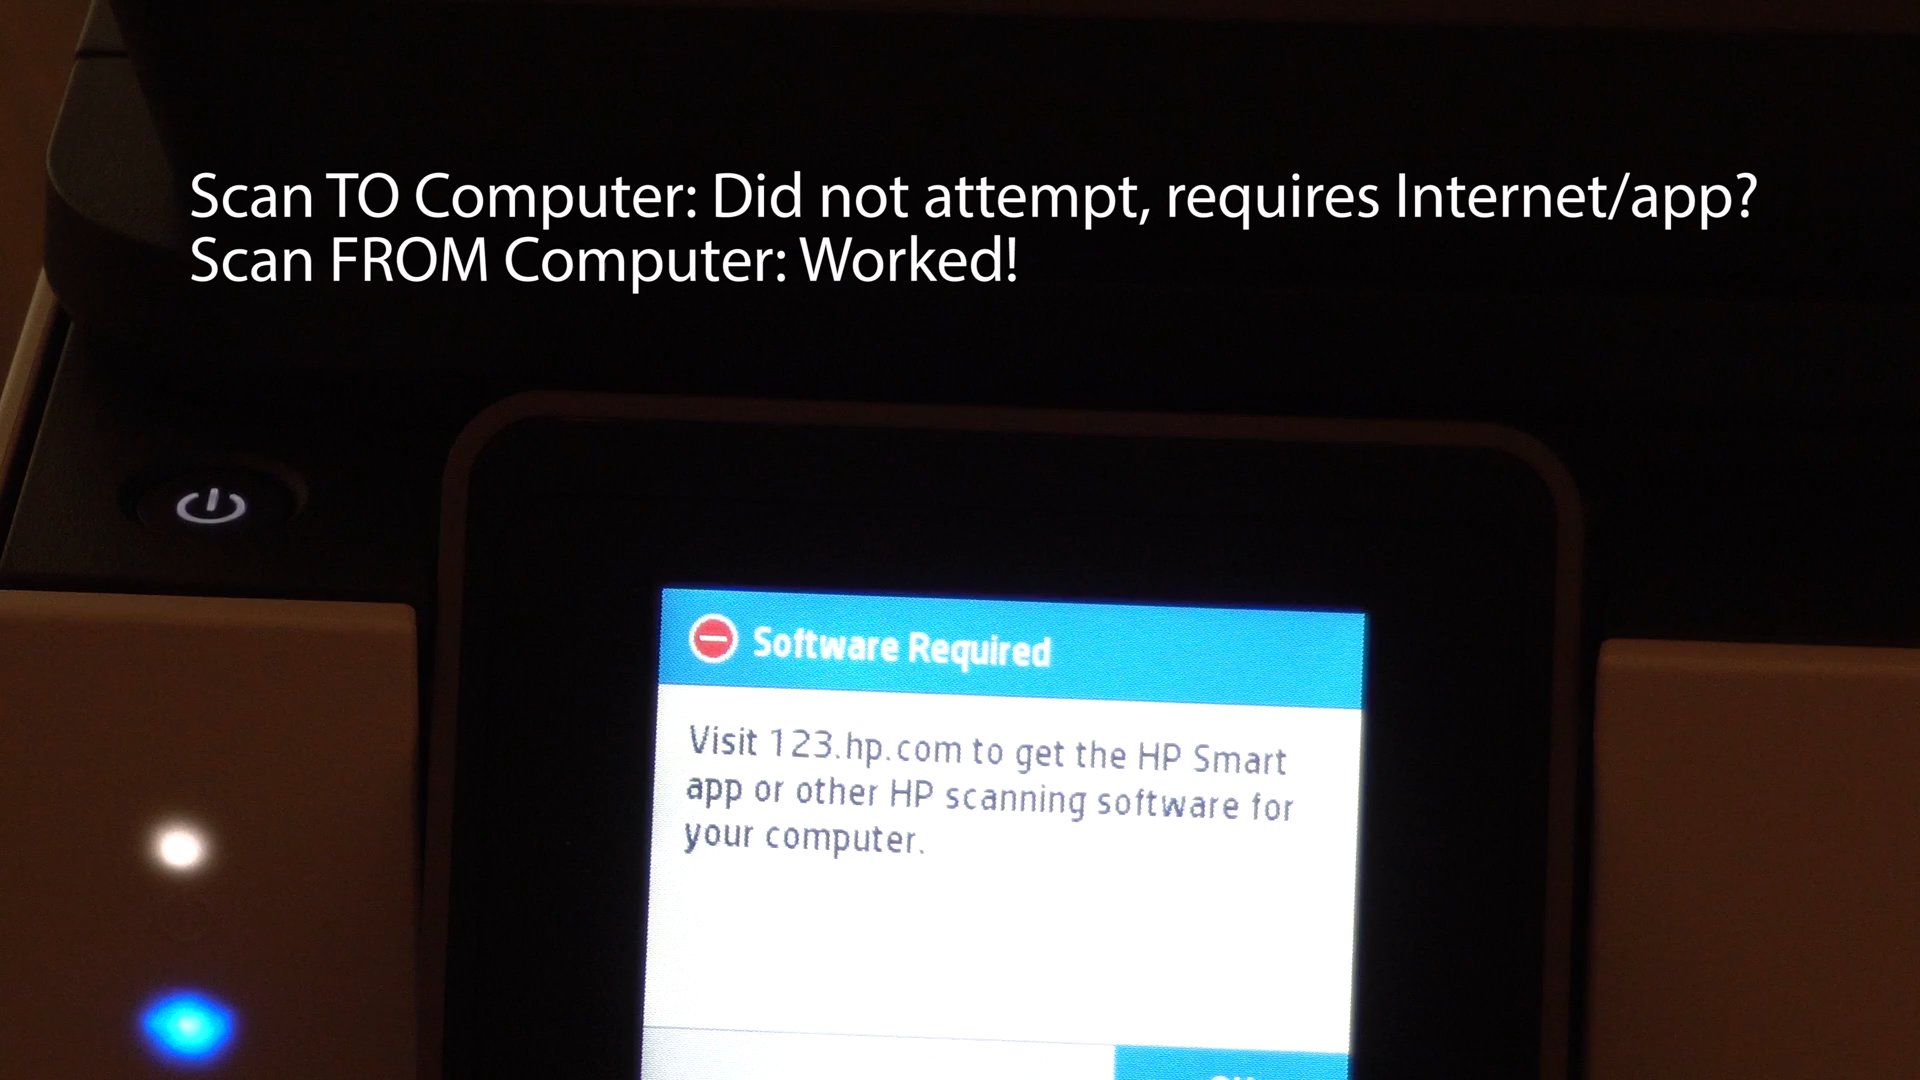 Scan TO Computer: Did not attempt, requires Internet/app?
Scan FROM Computer: Worked!
Software Required
Visit 123.hp.com to get the HP Smart
app or other HP scanning software for
your computer.